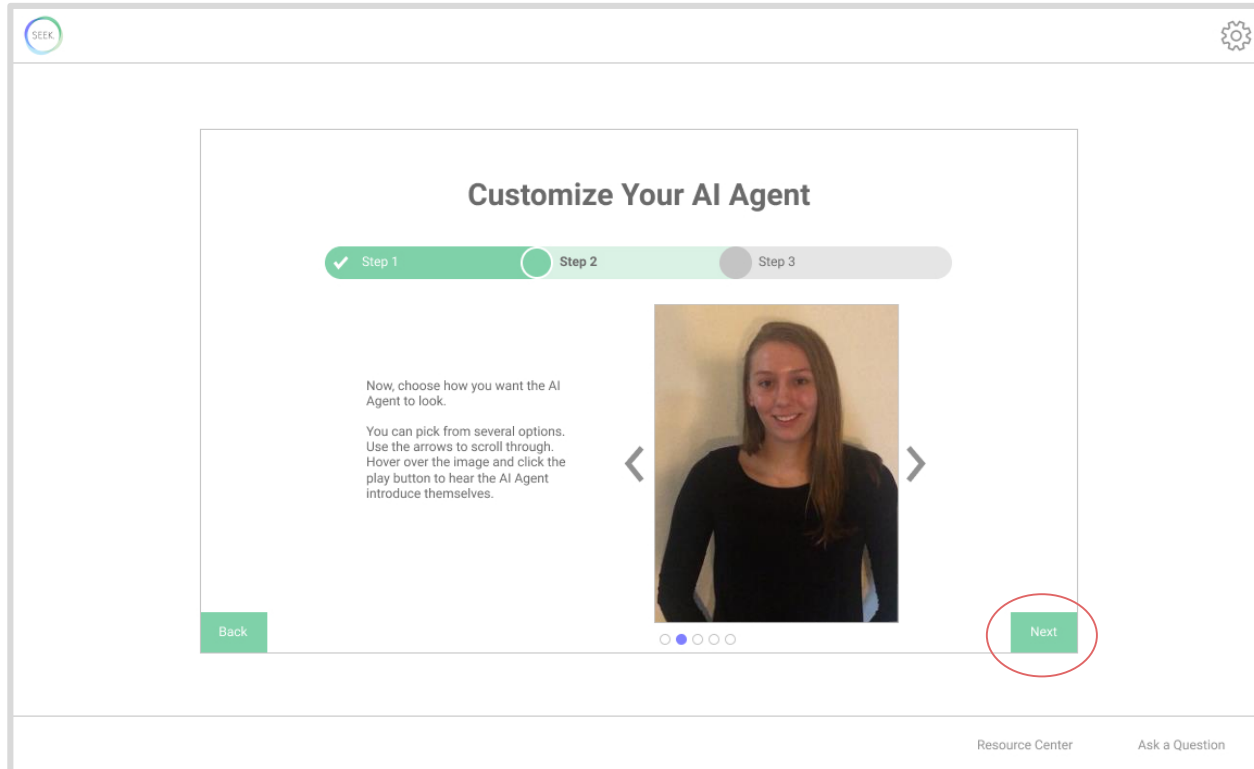 SEEK
Customize Your AI Agent
Step 1
Step 2
Step 3
Now, choose how you want the AI
Agent to look.
You can pick from several options.
Use the arrows to scroll through.
Hover over the image and click the
play button to hear the AI Agent
introduce themselves.
Back
Next
Resource Center
Ask a Question